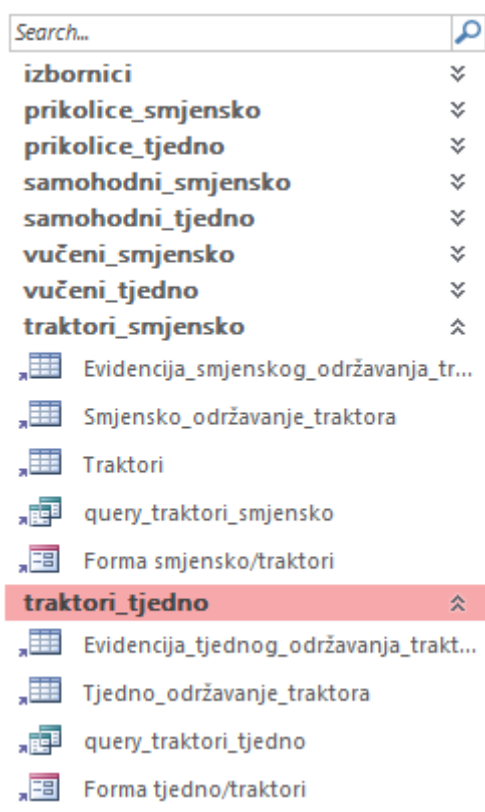 Search...
izbornici
prikolice_smjensko
prikolice_tjedno
samohodni_smjensko
samohodni_tjedno
vučeni_smjensko
vučeni_tjedno
traktori_smjensko
Evidencija_smjenskog_održavanja_tr...
Smjensko_održavanje_traktora
Traktori
query_traktori_smjensko
Forma smjensko/traktori
traktori_tjedno
Evidencija_tjednog_održavanja_trakt...
Tjedno_održavanje_traktora
query_traktori_tjedno
Forma tjedno/traktori